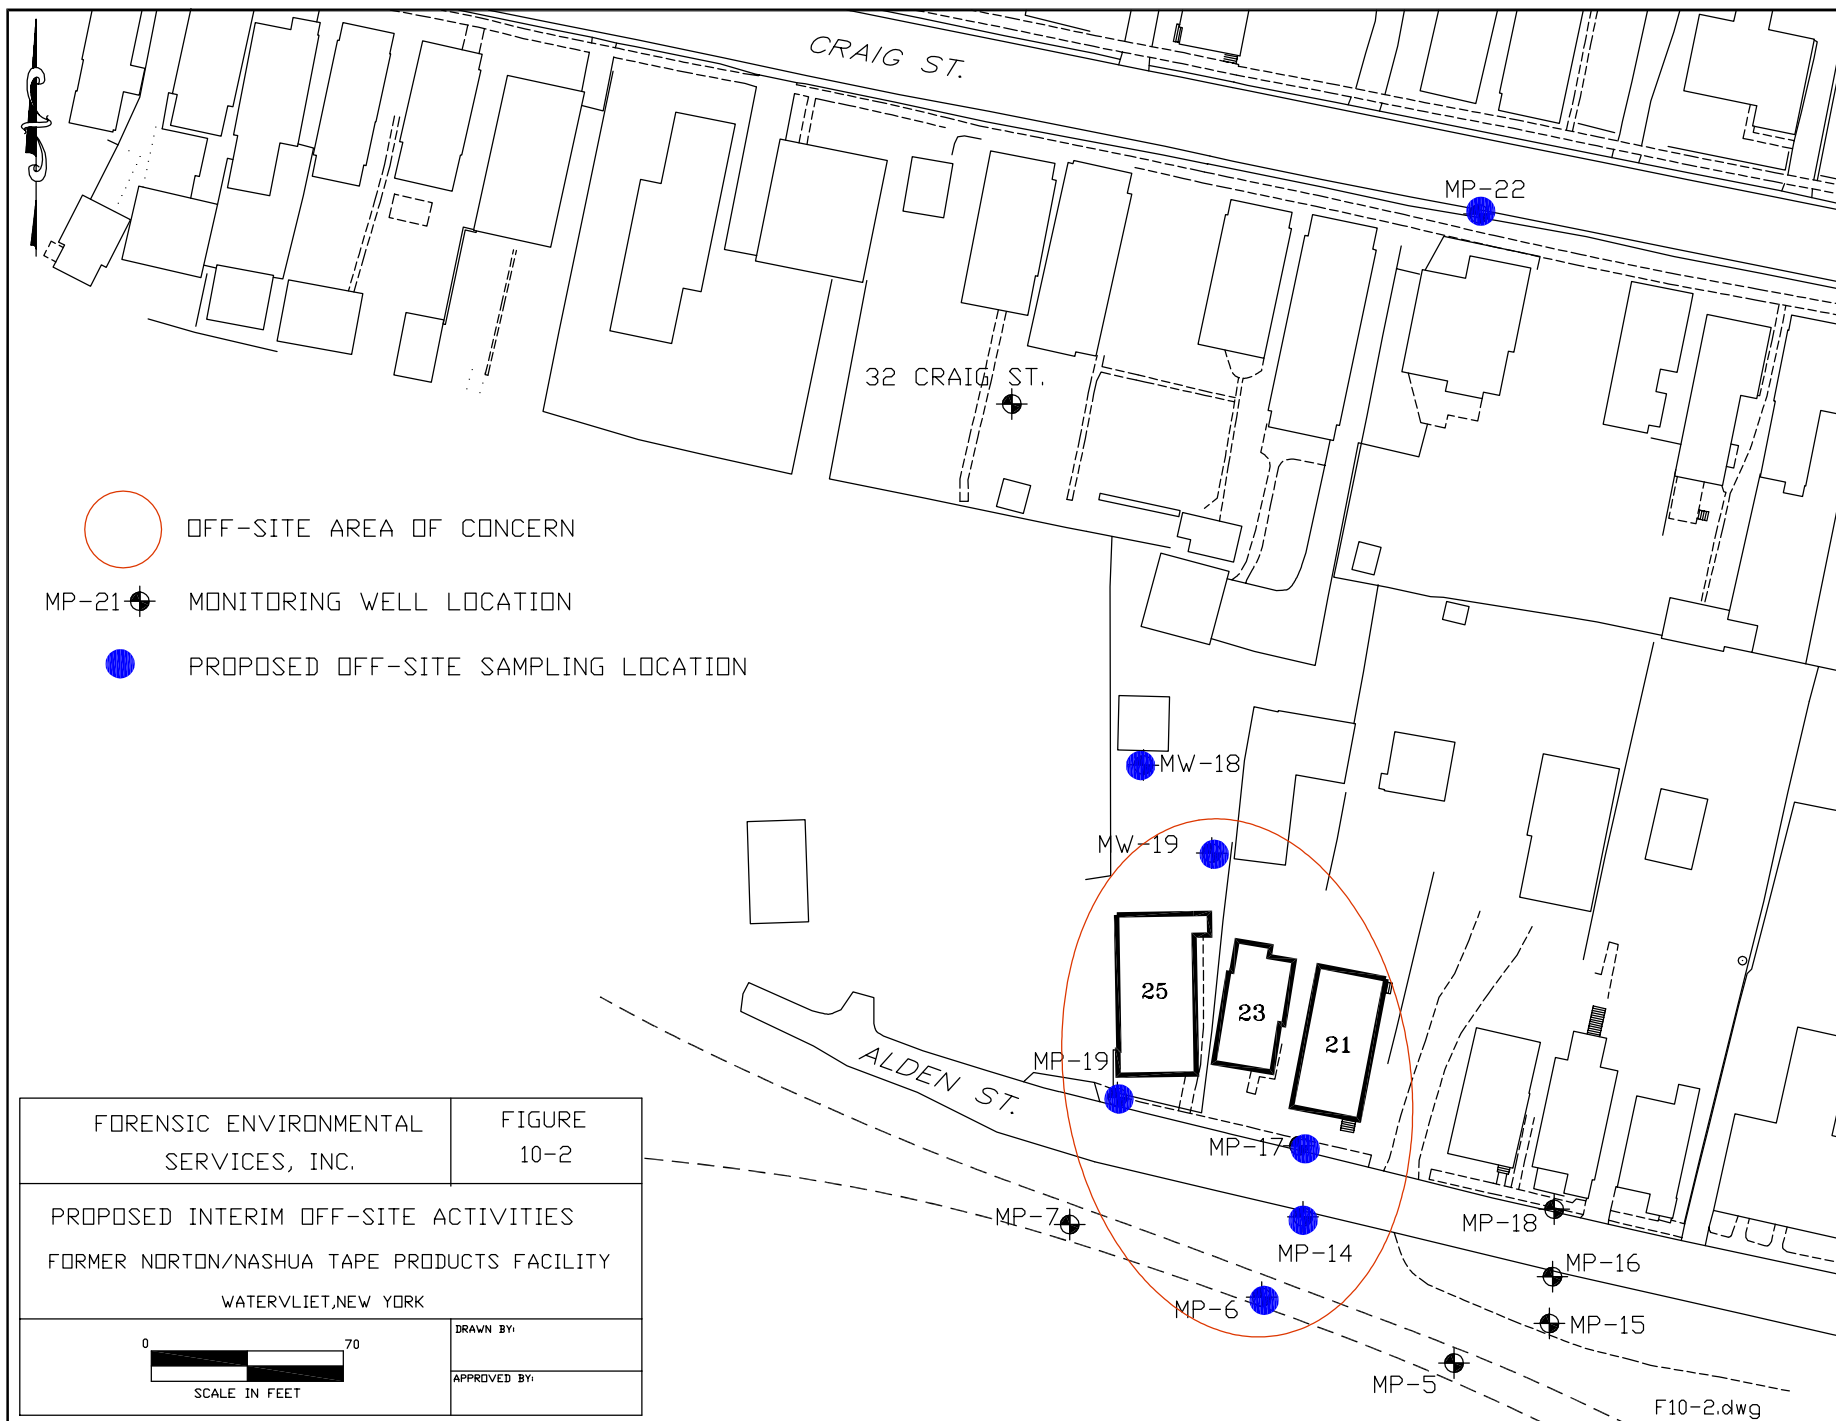 CRAIG ST.
MP-22
32 CRAIG ST.
OFF-SITE AREA OF CONCERN
MP-21 MONITORING WELL LOCATION
PROPOSED OFF-SITE SAMPLING LOCATION
MW-18
MW-19
25
23
21
MP-19
ALDEN ST.
MP-17
MP-7
MP-14
MP-18
MP-16
MP-6
MP-15
MP-5
FORENSIC ENVIRONMENTAL
SERVICES, INC.
FIGURE
10-2
PROPOSED INTERIM OFF-SITE ACTIVITIES
FORMER NORTON/NASHUA TAPE PRODUCTS FACILITY
WATERVLIET,NEW YORK
0 70
SCALE IN FEET
DRAWN BY:
APPROVED BY:
F10-2.dwg